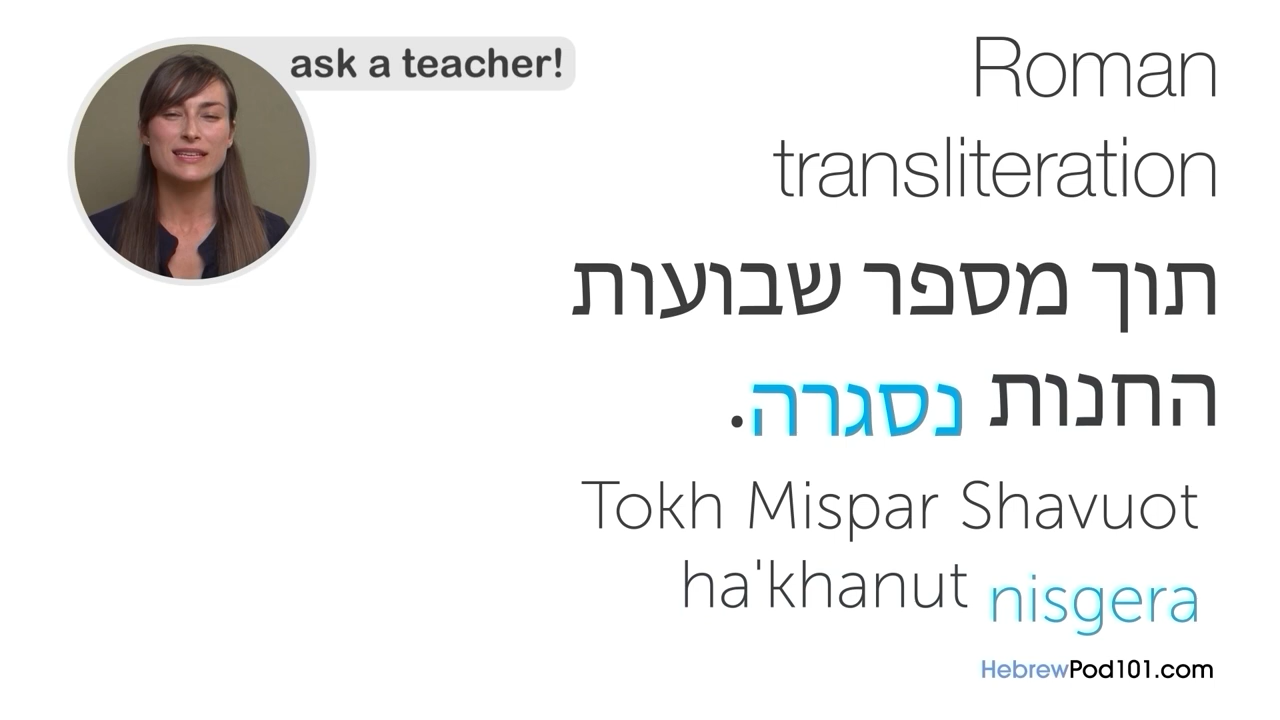 ask a teacher!
Roman
transliteration
תוך מספר שבועות
החנות נסגרה.
Tokh Mispar Shavuot
ha'khanut nisgera
HebrewPod101.com